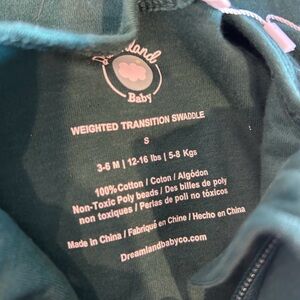 Dreamland
Baby
WEIGHTED TRANSITION SWADDLE
S
3-6 M | 12-16 lbs | 5-8 Kgs
100% Cotton / Coton / Algódon
Non-Toxic Poly beads / Des billes de poly
non toxiques / Perlas de poli no tóxicos
Made in China / Fabriqué en Chine / Hecho en China
Dreamlandbabyco.com